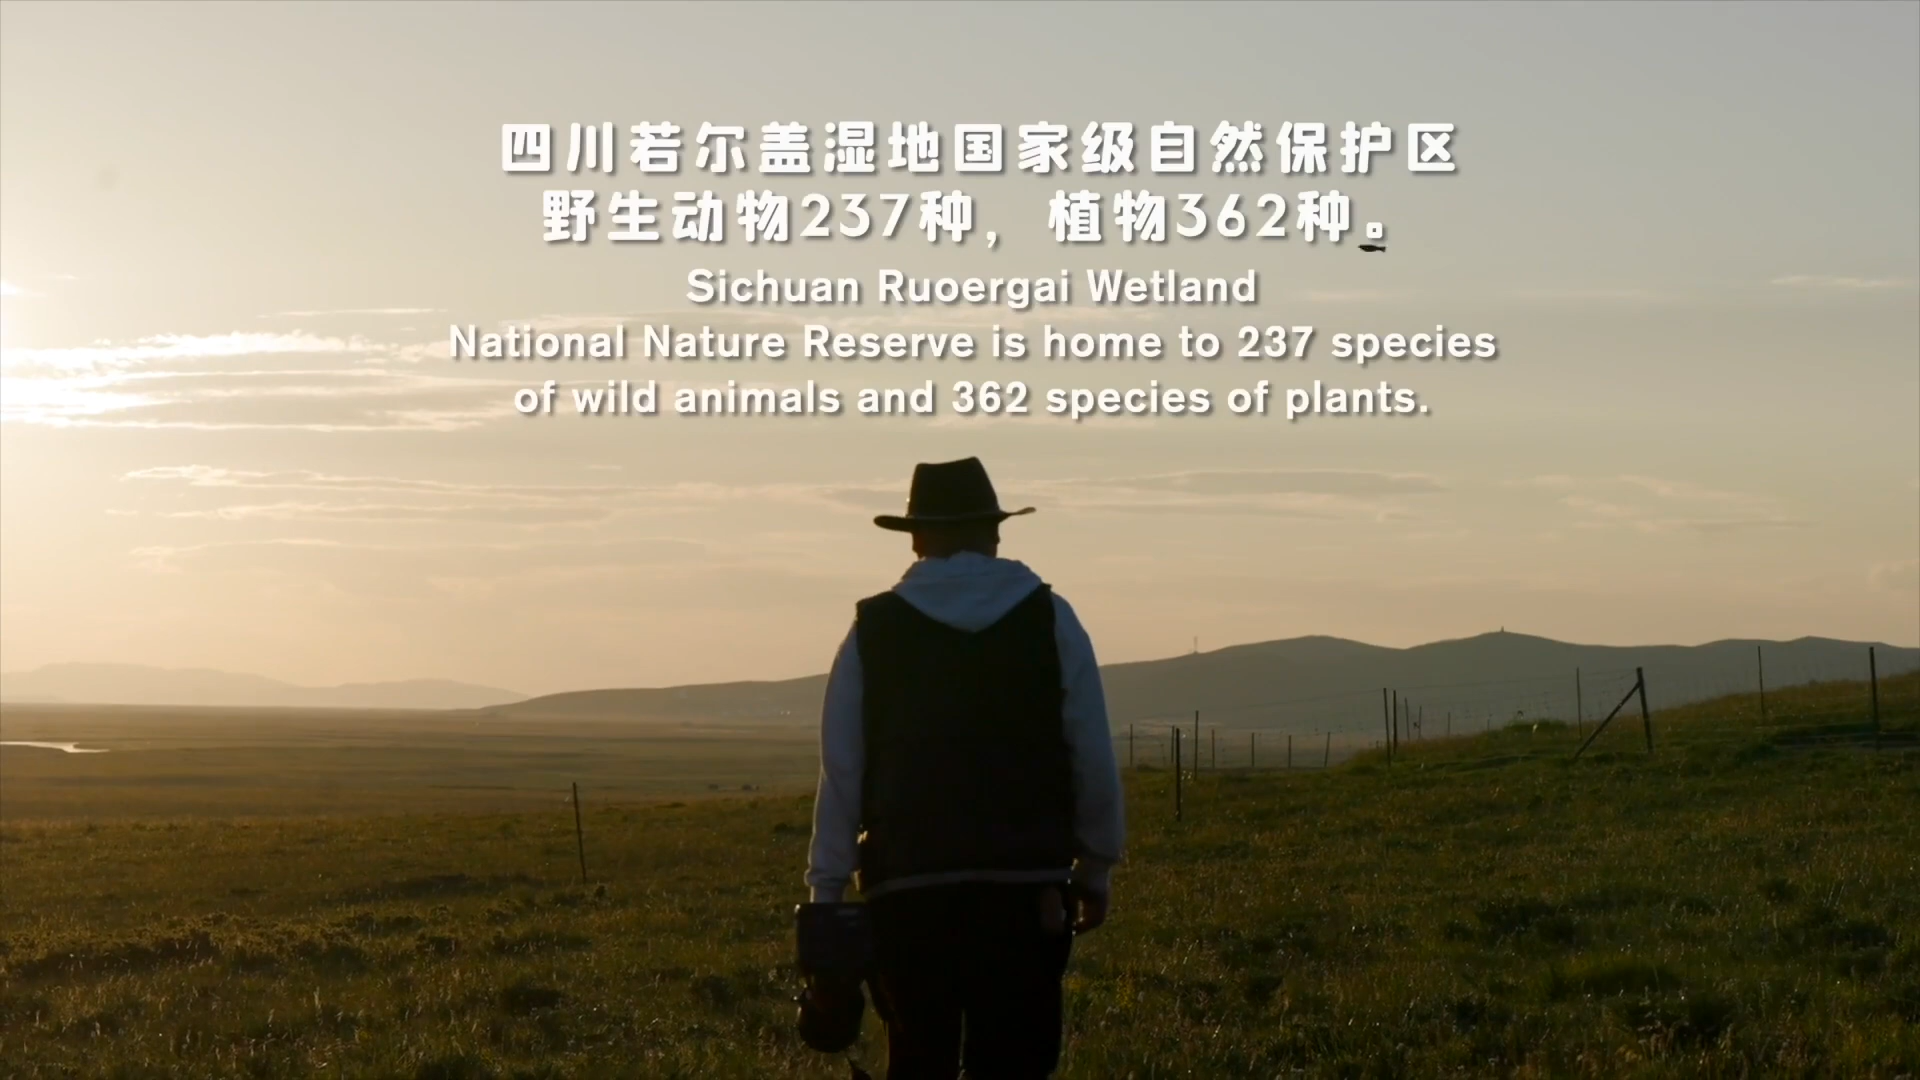 四川若尔盖湿地国家级自然保护区
野生动物237种，植物362种。
Sichuan Ruoergai Wetland
National Nature Reserve is home to 237 species
of wild animals and 362 species of plants.